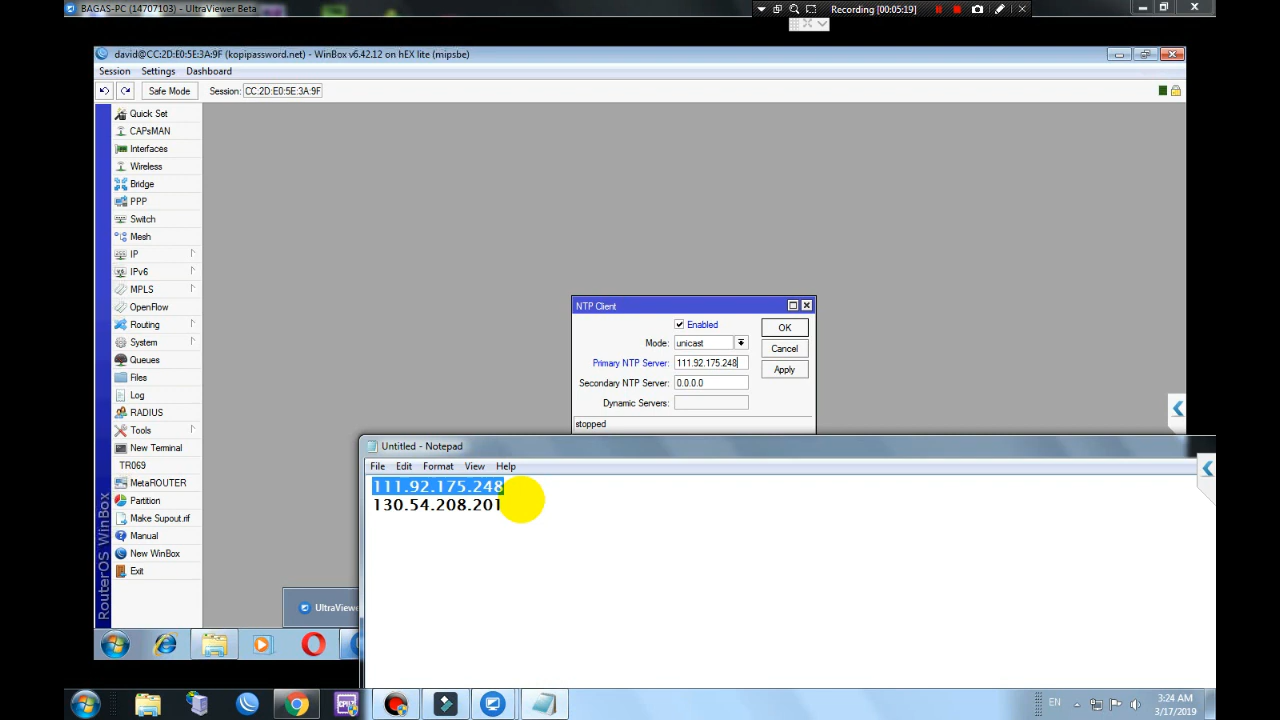 BAGAS-PC (14707103) - UltraViewer Beta
Recording [00:05:19]
david@CC:2D:E0:5E:3A:9F (kopipassword.net) - WinBox v6.42.12 on hEX lite (mipsbe)
Session Settings Dashboard
Safe Mode Session: CC:2D:E0:5E:3A:9F
Quick Set
CAPsMAN
Interfaces
Wireless
Bridge
PPP
Switch
Mesh
IP
IPv6
MPLS
OpenFlow
Routing
System
Queues
Files
Log
RADIUS
Tools
New Terminal
TR069
MetaROUTER
Partition
Make Supout.rif
Manual
New WinBox
Exit
RouterOS WinBox
NTP Client
Enabled
Mode: unicast
Primary NTP Server: 111.92.175.248
Secondary NTP Server: 0.0.0.0
Dynamic Servers:
OK
Cancel
Apply
stopped
Untitled - Notepad
File Edit Format View Help
111.92.175.248
130.54.208.201
UltraViewe
EN
3:24 AM
3/17/2019